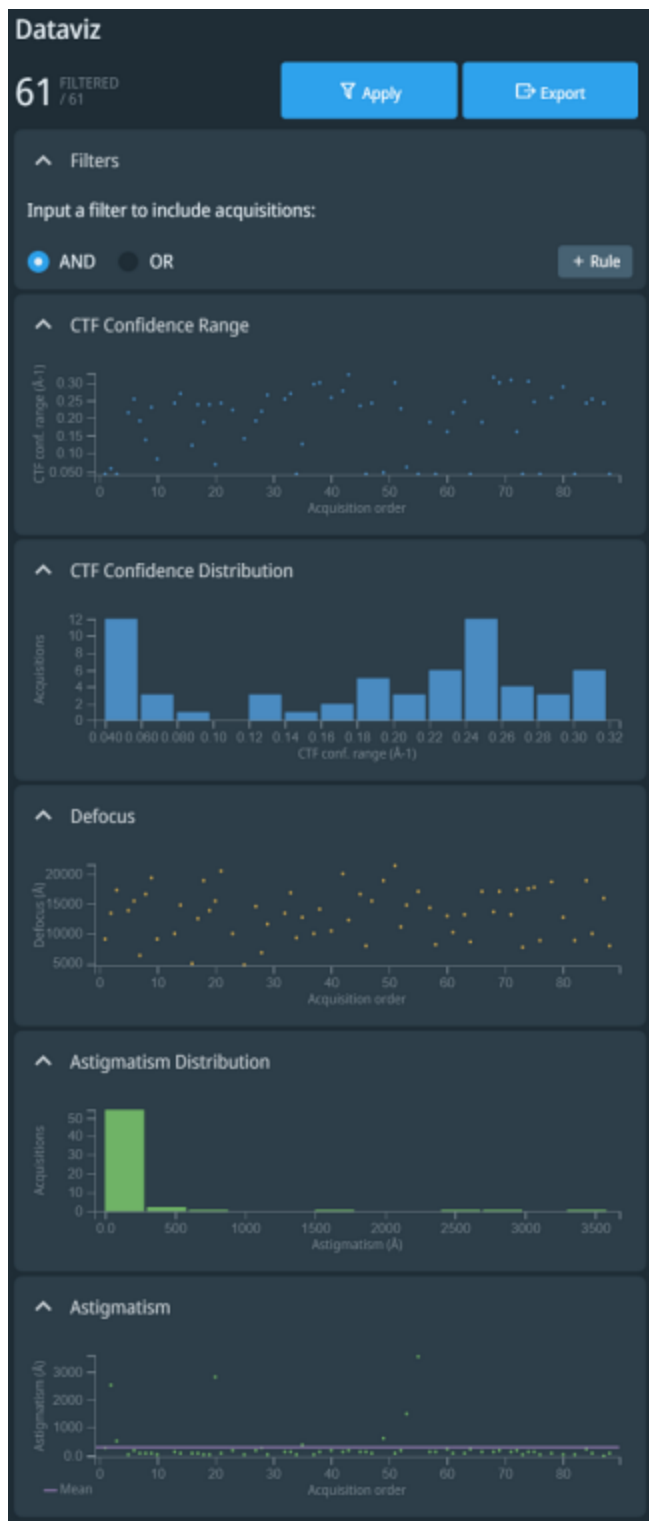 Dataviz
61 FILTERED / 61
Apply
Export
Filters
Input a filter to include acquisitions:
AND OR + Rule
CTF Confidence Range
CTF conf. range (Å-1)
0.30
0.25
0.20
0.15
0.10
0.050
0 10 20 30 40 50 60 70 80
Acquisition order
CTF Confidence Distribution
Acquisitions
12
10
8
6
4
2
0
0.040 0.060 0.080 0.10 0.12 0.14 0.16 0.18 0.20 0.22 0.24 0.26 0.28 0.30 0.32
CTF conf. range (Å-1)
Defocus
Defocus (Å)
20000
15000
10000
5000
0 10 20 30 40 50 60 70 80
Acquisition order
Astigmatism Distribution
Acquisitions
50
40
30
20
10
0
0.0 500 1000 1500 2000 2500 3000 3500
Astigmatism (Å)
Astigmatism
Astigmatism (Å)
3000
2000
1000
0.0
0 10 20 30 40 50 60 70 80
Mean
Acquisition order